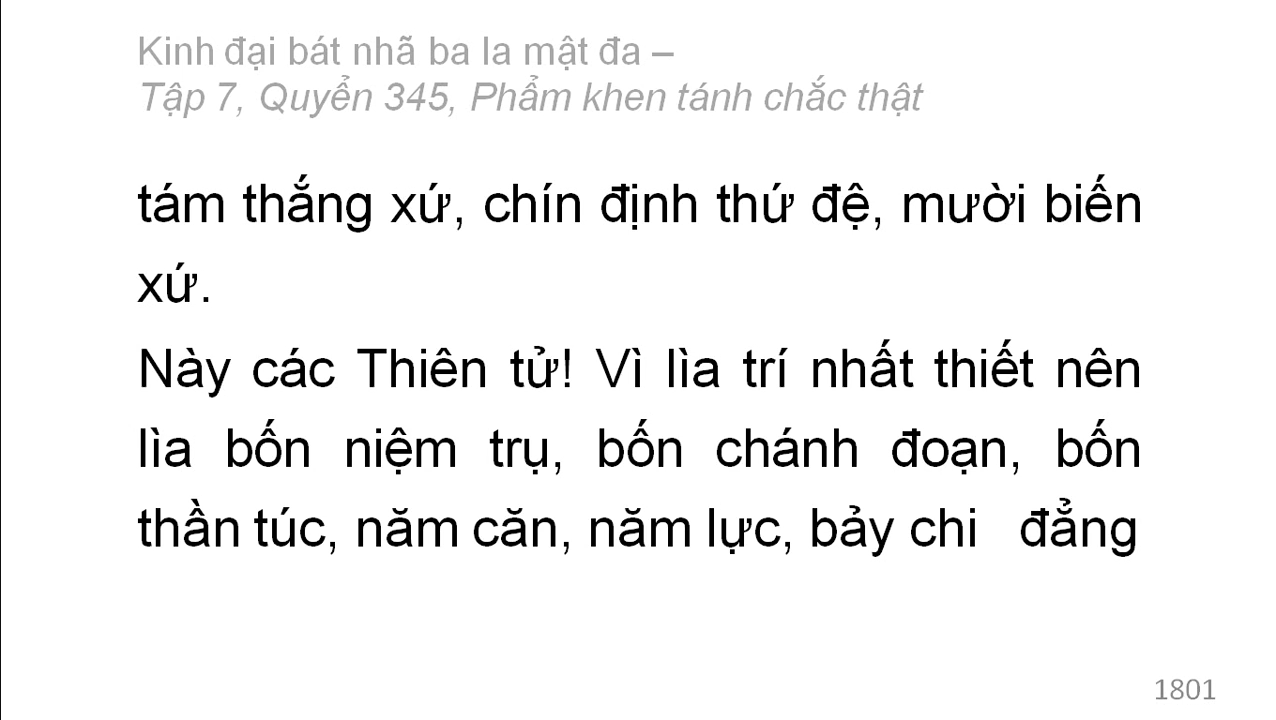 Kinh đại bát nhã ba la mật đa –
Tập 7, Quyển 345, Phẩm khen tánh chắc thật
tám thắng xứ, chín định thứ đệ, mười biến
xứ.
Này các Thiên tử! Vì lìa trí nhất thiết nên
lìa bốn niệm trụ, bốn chánh đoạn, bốn
thần túc, năm căn, năm lực, bảy chi đẳng
1801